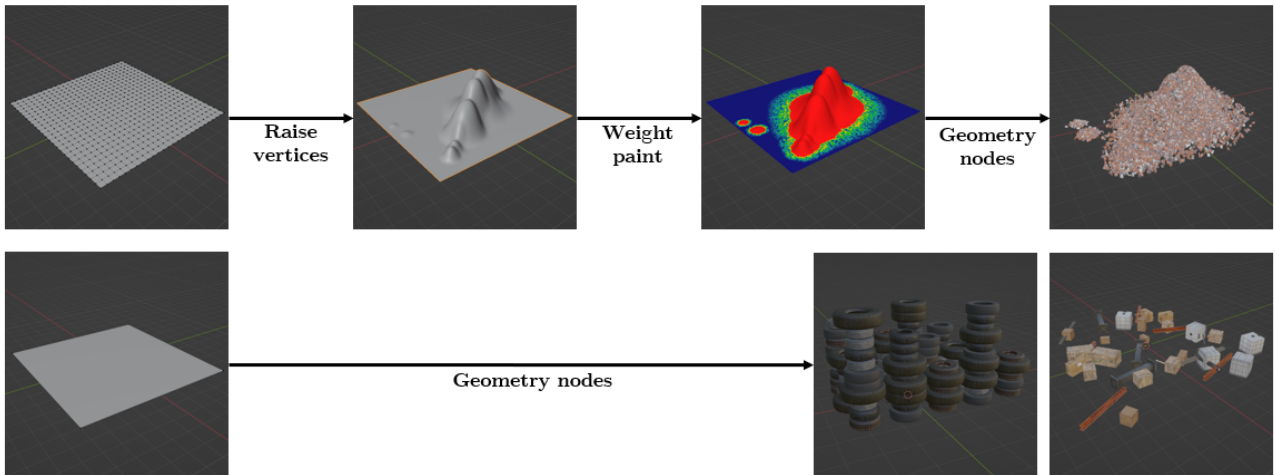 Raise
vertices
Weight
paint
Geometry
nodes
Geometry nodes